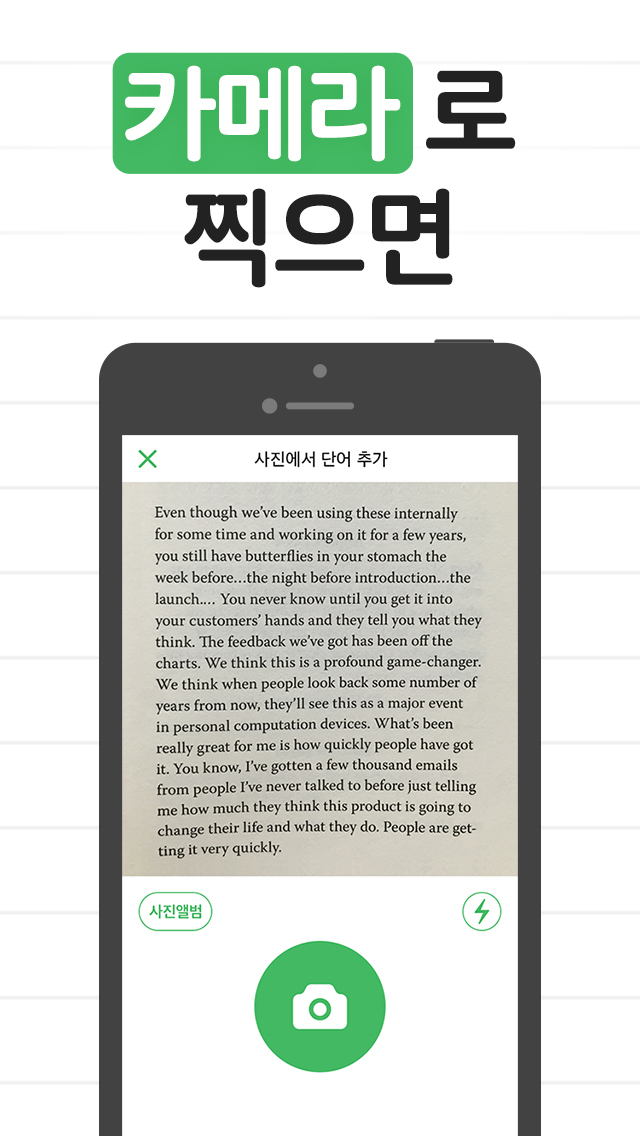 카메라로
찍으면
사진에서 단어 추가
Even though we’ve been using these internally
for some time and working on it for a few years,
you still have butterflies in your stomach the
week before…the night before introduction…the
launch.… You never know until you get it into
your customers’ hands and they tell you what they
think. The feedback we’ve got has been off the
charts. We think this is a profound game-changer.
We think when people look back some number of
years from now, they’ll see this as a major event
in personal computation devices. What’s been
really great for me is how quickly people have got
it. You know, I’ve gotten a few thousand emails
from people I’ve never talked to before just telling
me how much they think this product is going to
change their life and what they do. People are get-
ting it very quickly.
사진앨범